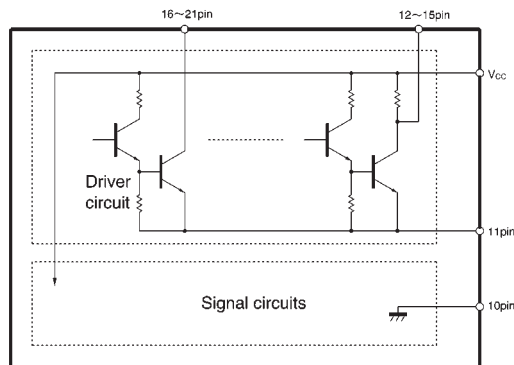 16~21pin
12~15pin
Vcc
Driver
circuit
11pin
Signal circuits
10pin